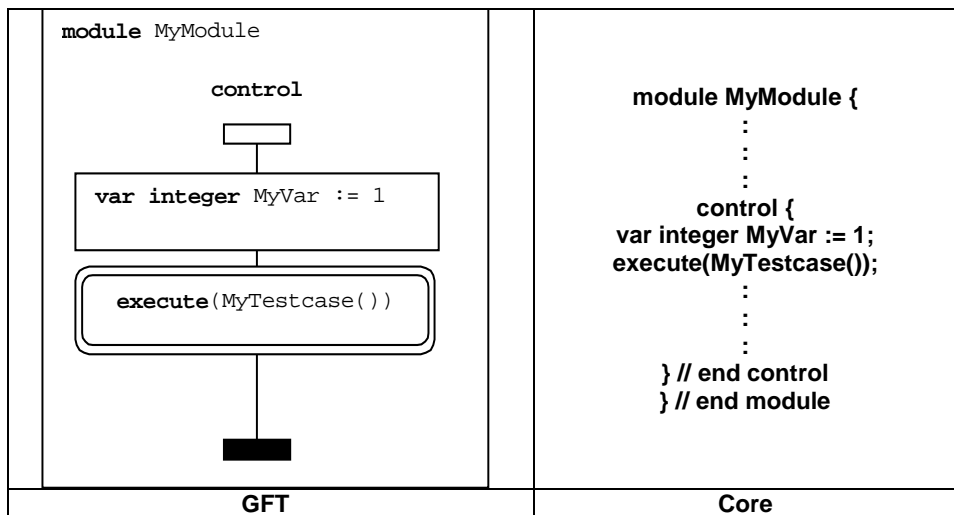 module MyModule
control
var integer MyVar := 1
execute(MyTestcase())
GFT
module MyModule {
:
:
:
control {
var integer MyVar := 1;
execute(MyTestcase());
:
:
:
} // end control
} // end module
Core